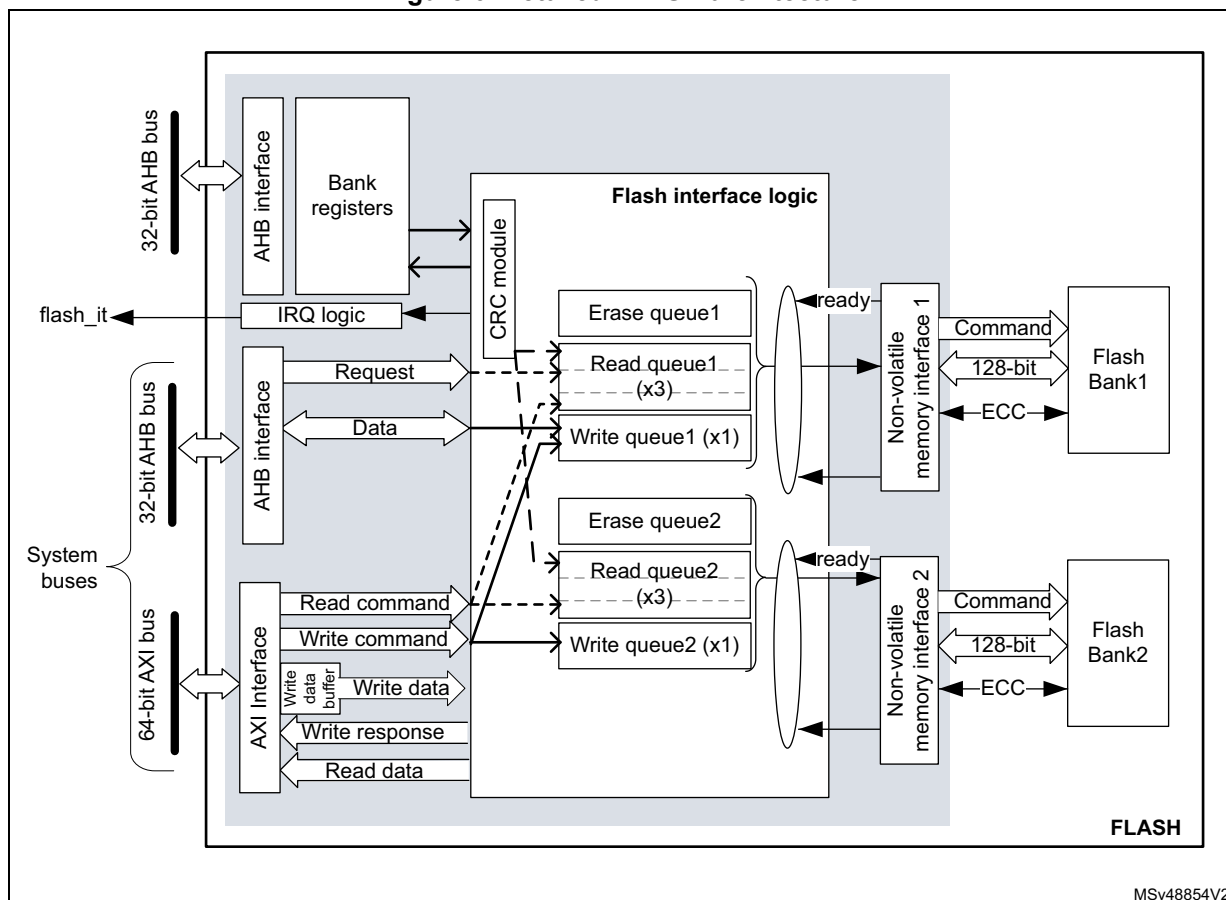 32-bit AHB bus
AHB interface
Bank
registers
flash_it
IRQ logic
Flash interface logic
CRC module
Erase queue1
Read queue1
(x3)
Write queue1 (x1)
ready
Non-volatile
memory interface 1
Command
128-bit
ECC
Flash
Bank1
System
buses
32-bit AHB bus
AHB interface
Request
Data
Erase queue2
Read queue2
(x3)
Write queue2 (x1)
ready
Non-volatile
memory interface 2
Command
128-bit
ECC
Flash
Bank2
64-bit AXI bus
AXI Interface
Read command
Write command
Write
data
buffer
Write data
Write response
Read data
FLASH
MSv48854V2